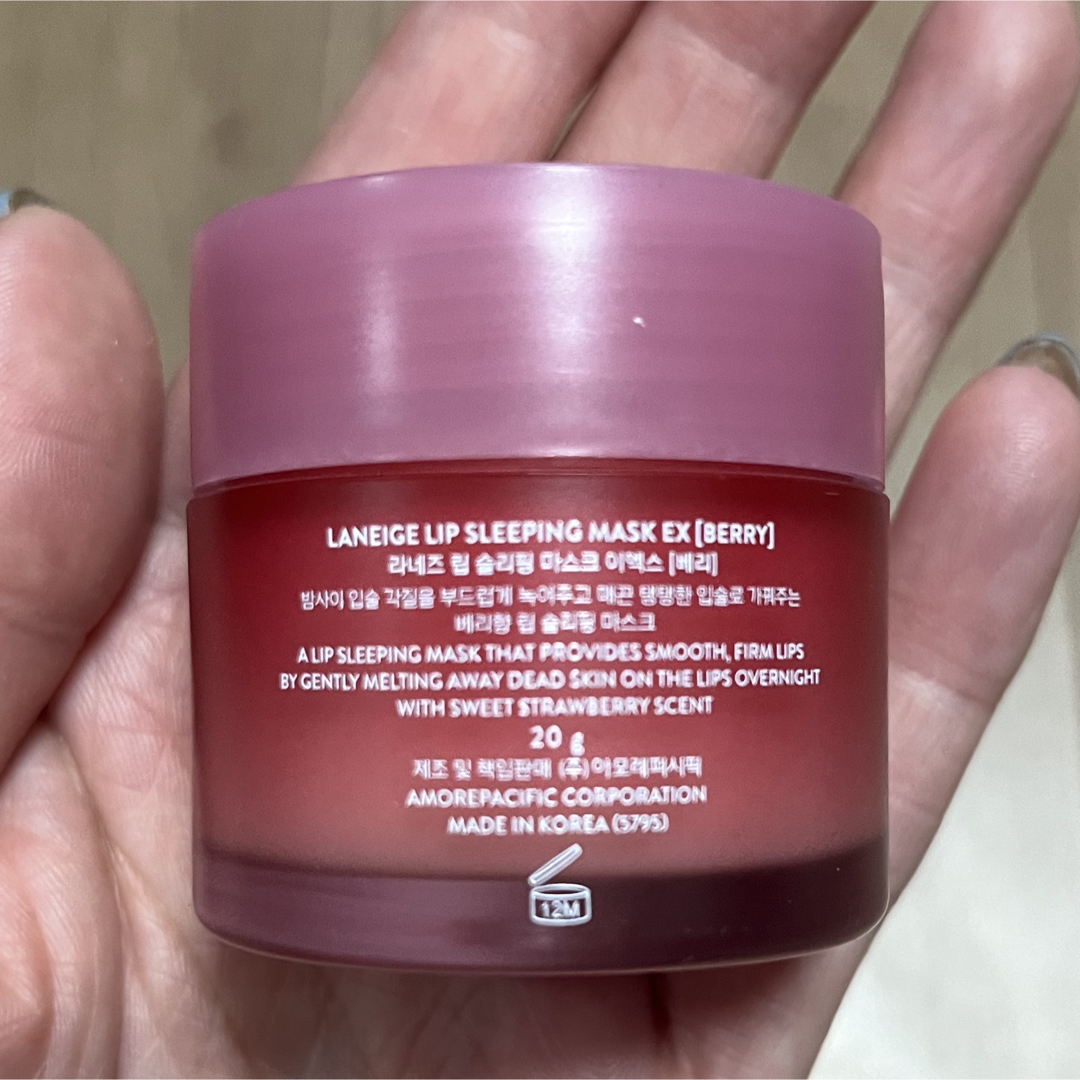 LANEIGE LIP SLEEPING MASK EX [BERRY]
라네즈 립 슬리핑 마스크 이엑스 [베리]
밤사이 입술 각질을 부드럽게 녹여주고 매끈 탱탱한 입술로 가꿔주는
베리향 립 슬리핑 마스크
A LIP SLEEPING MASK THAT PROVIDES SMOOTH, FIRM LIPS
BY GENTLY MELTING AWAY DEAD SKIN ON THE LIPS OVERNIGHT
WITH SWEET STRAWBERRY SCENT
20 g
제조 및 책임판매 (주)아모레퍼시픽
AMOREPACIFIC CORPORATION
MADE IN KOREA (5795)
12M